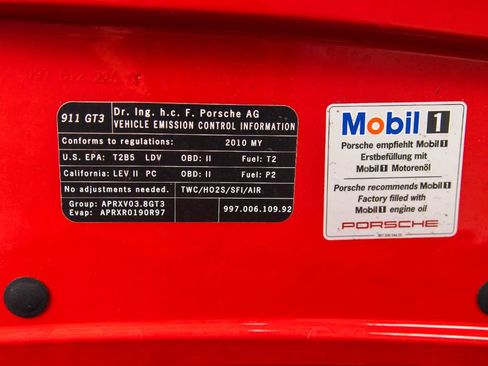 911 GT3
Dr. Ing. h.c. F. Porsche AG
VEHICLE EMISSION CONTROL INFORMATION
Conforms to regulations: 2010 MY
U.S. EPA: T2B5 LDV OBD: II Fuel: T2
California: LEV II PC OBD: II Fuel: P2
No adjustments needed. TWC/HO2S/SFI/AIR
Group: APRXV03.8GT3
Evap: APRXR0190R97
997.006.109.92
Mobil 1
Porsche empfiehlt Mobil 1
Erstbefüllung mit
Mobil 1 Motorenöl
Porsche recommends Mobil 1
Factory filled with
Mobil 1 engine oil
PORSCHE